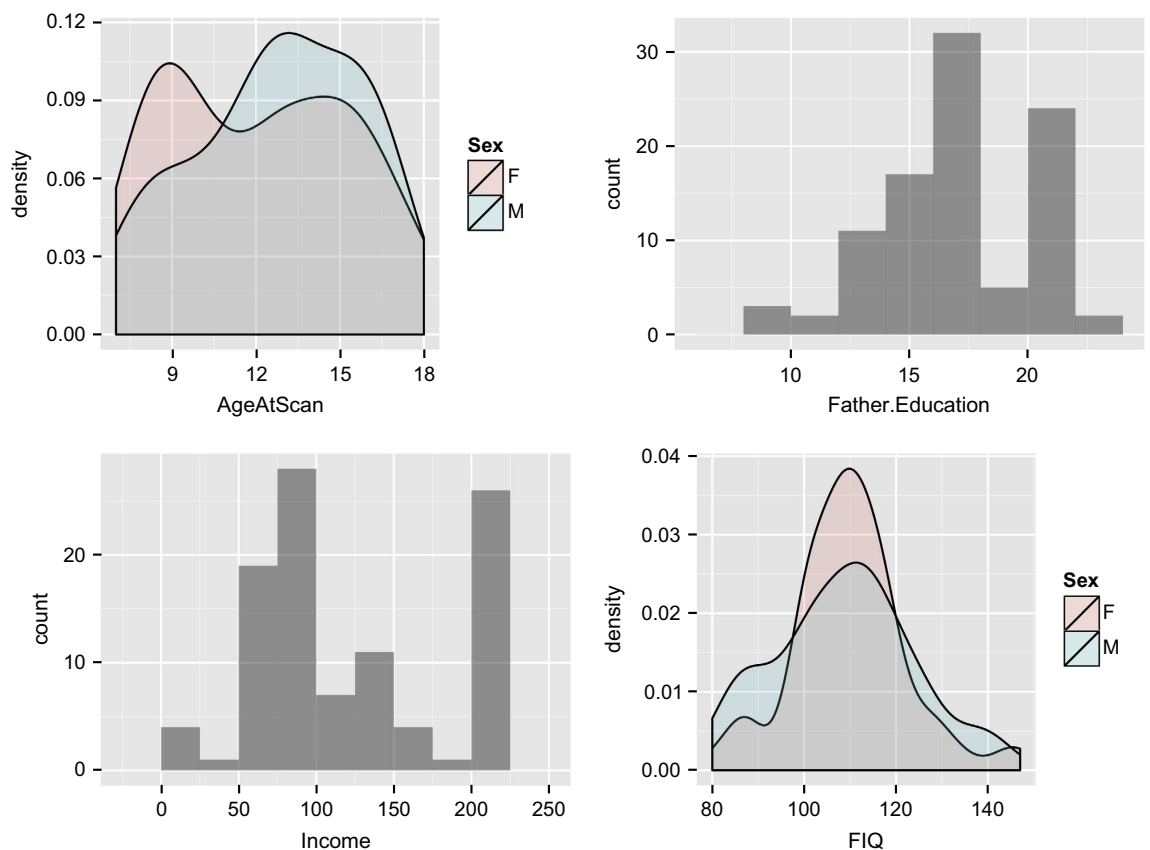 0.12
0.09
0.06
0.03
0.00
density
9 12 15 18
AgeAtScan
Sex
F
M
30
20
10
0
count
10 15 20
Father.Education
20
10
0
count
0 50 100 150 200 250
Income
0.04
0.03
0.02
0.01
0.00
density
80 100 120 140
FIQ
Sex
F
M